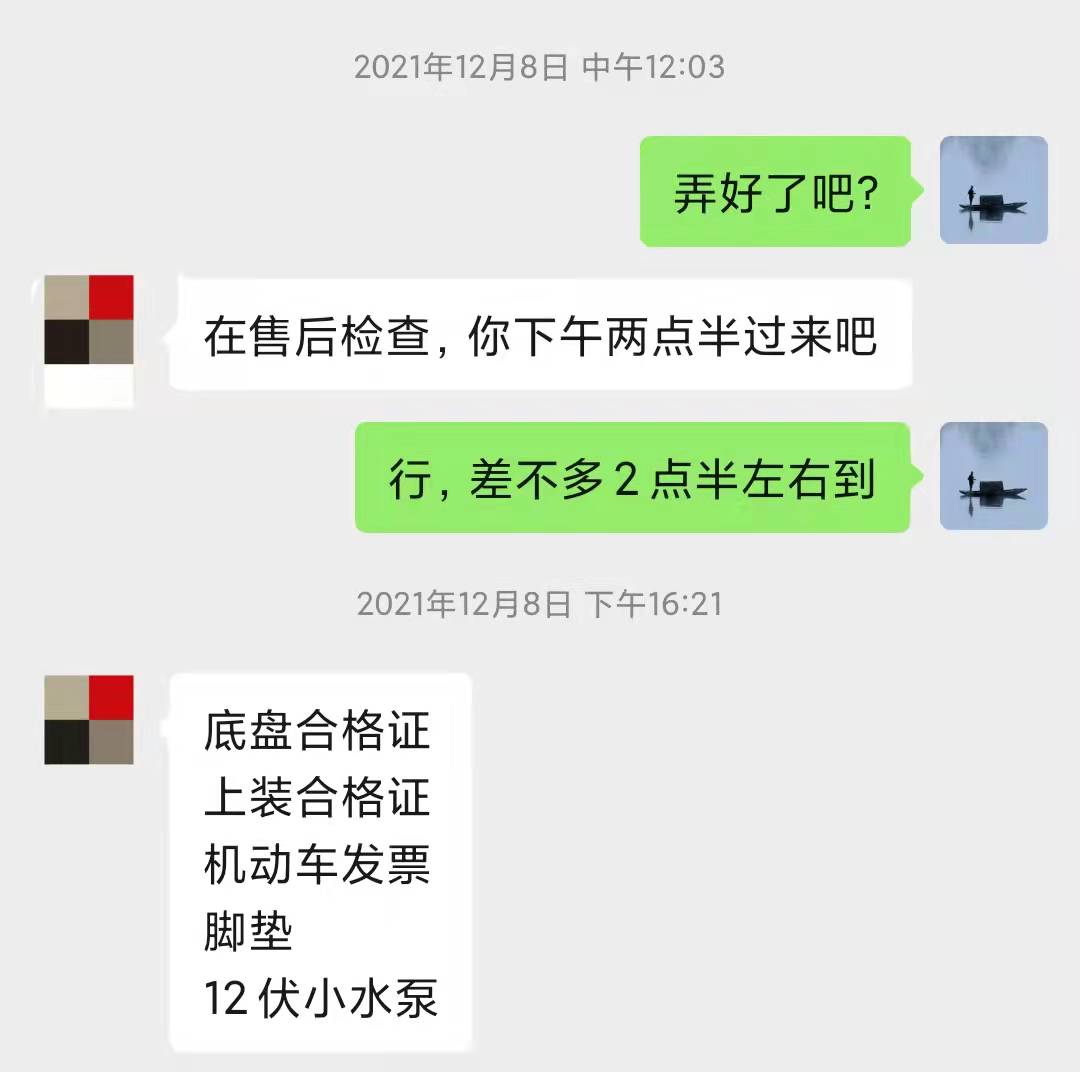 2021年12月8日 中午12:03
弄好了吧?
在售后检查, 你下午两点半过来吧
行, 差不多2点半左右到
2021年12月8日 下午16:21
底盘合格证
上装合格证
机动车发票
脚垫
12伏小水泵